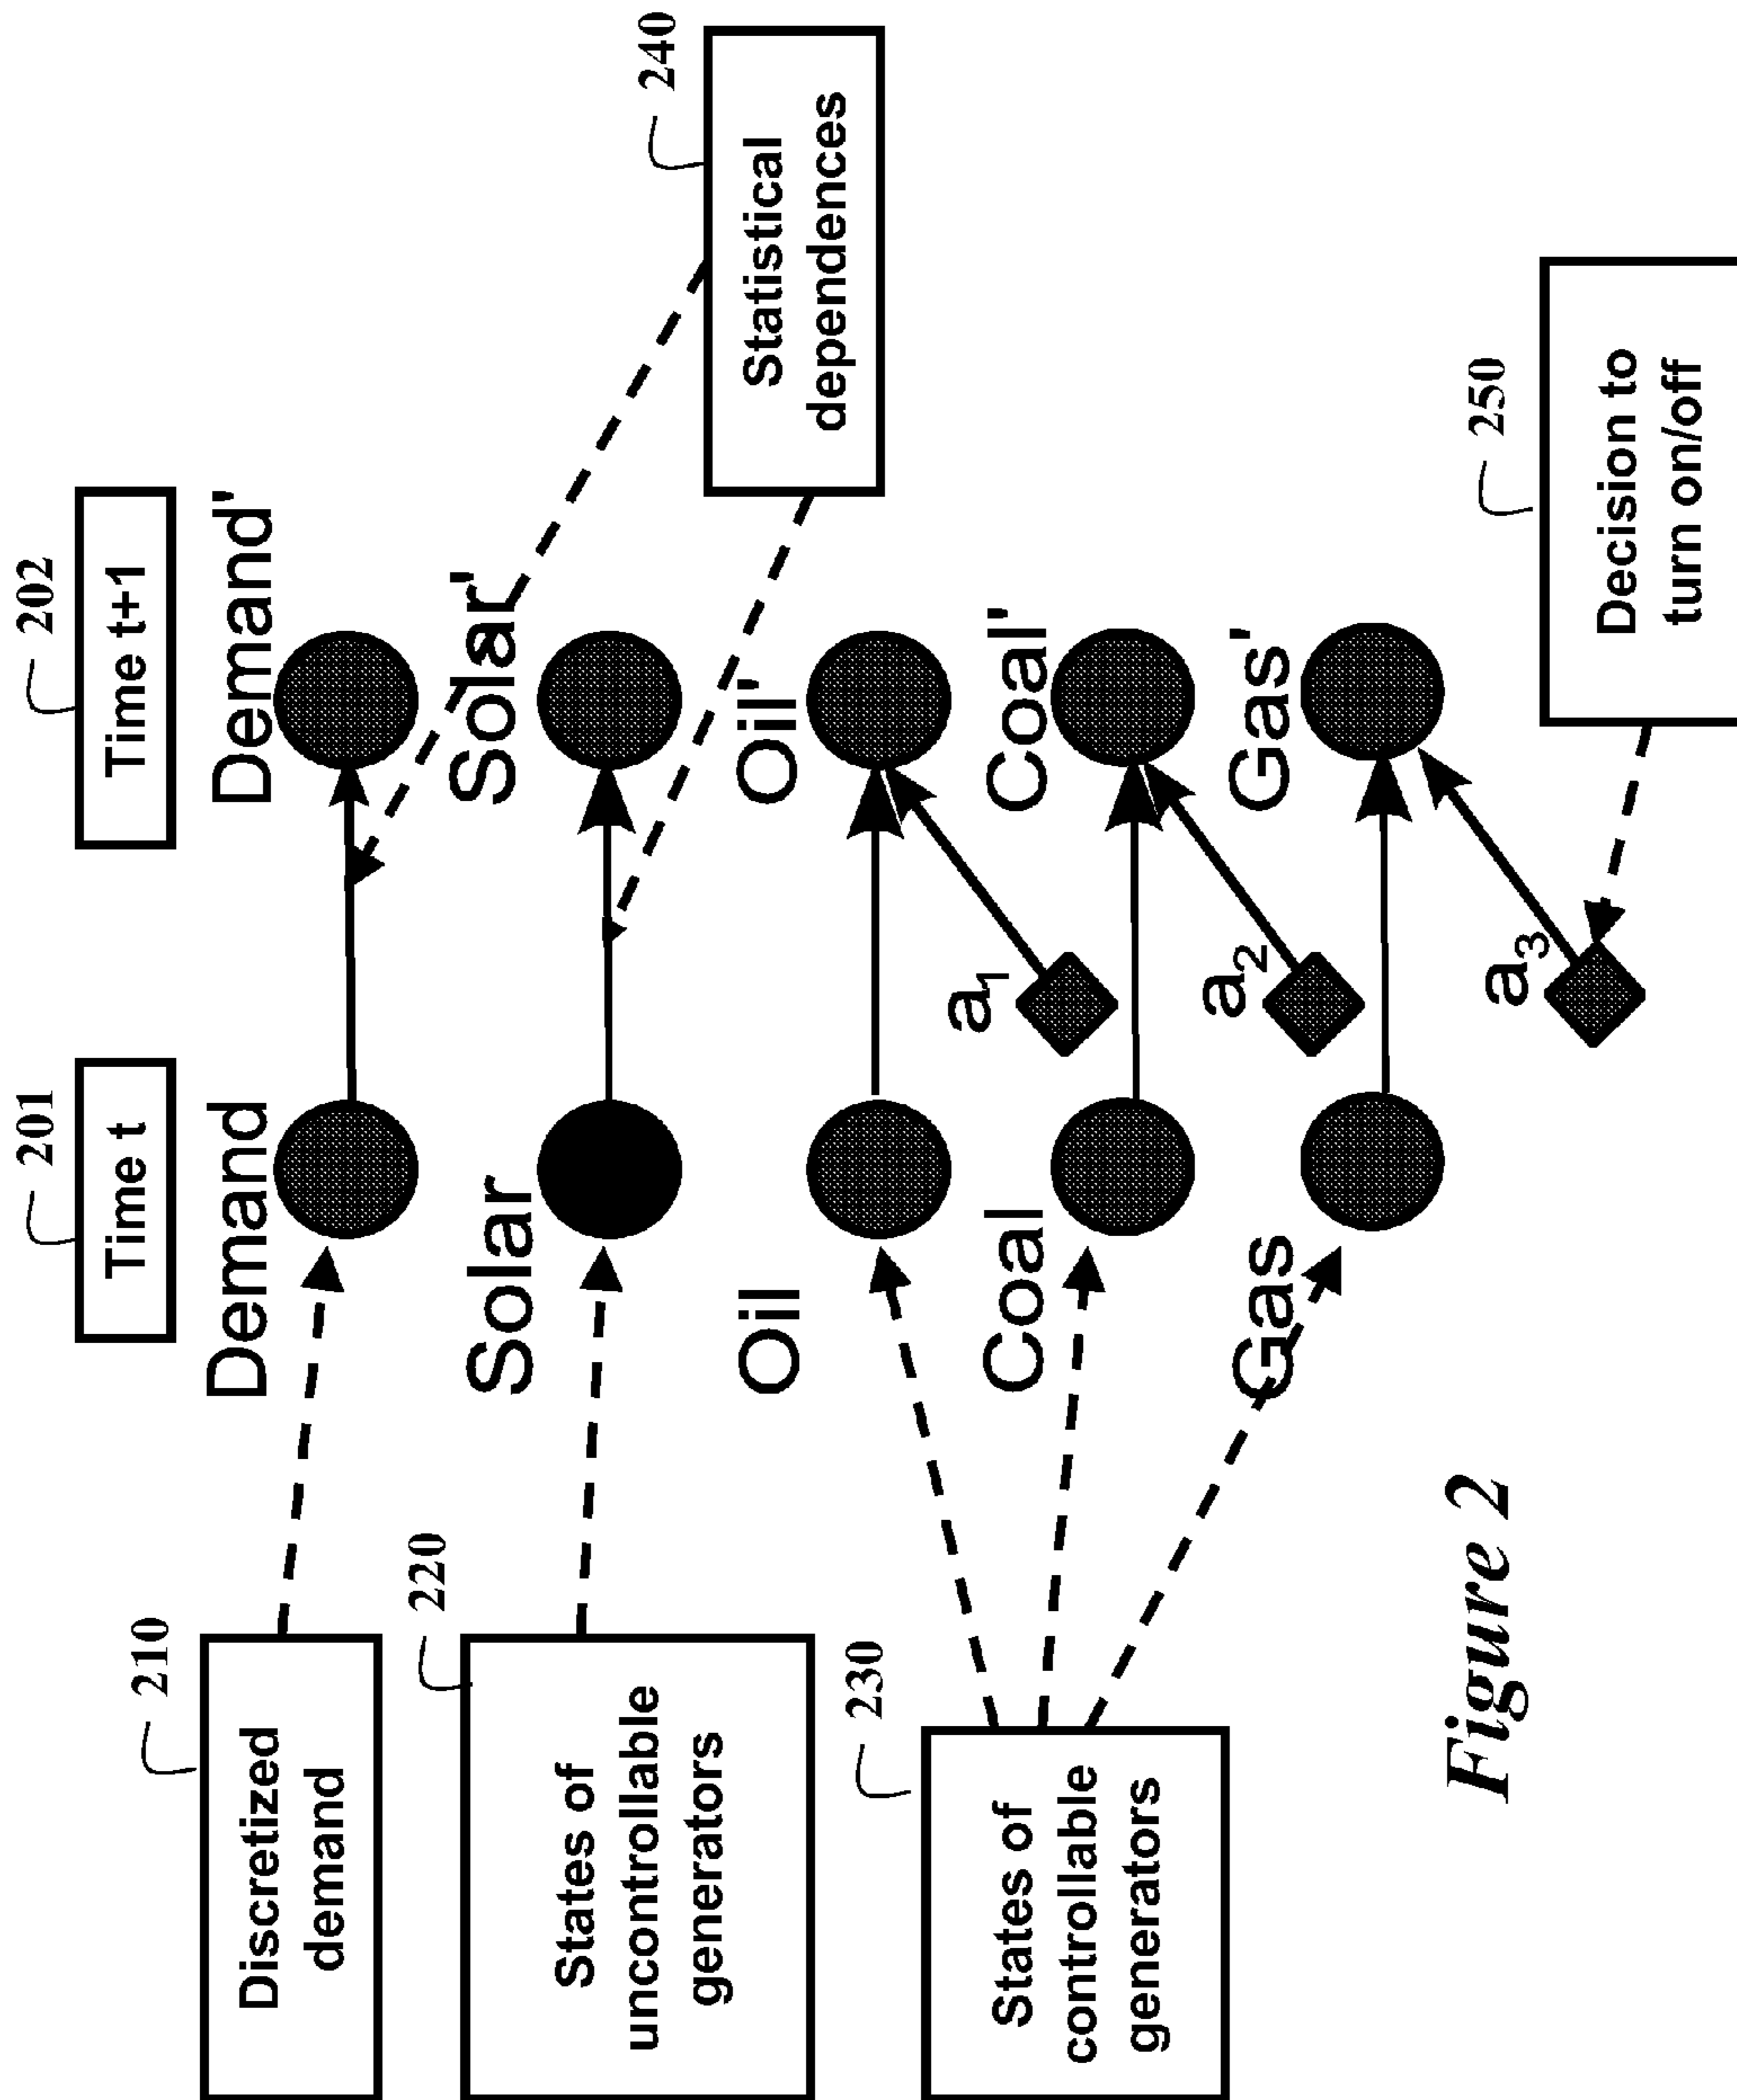 201
202
Time t
Time t+1
210
Discretized
demand
Demand
Demand'
220
States of
uncontrollable
generators
Solar
Solar'
240
Statistical
dependences
230
States of
controllable
generators
Oil
Oil'
a1
Coal
Coal'
a2
Gas
Gas'
a3
250
Decision to
turn on/off
Figure 2